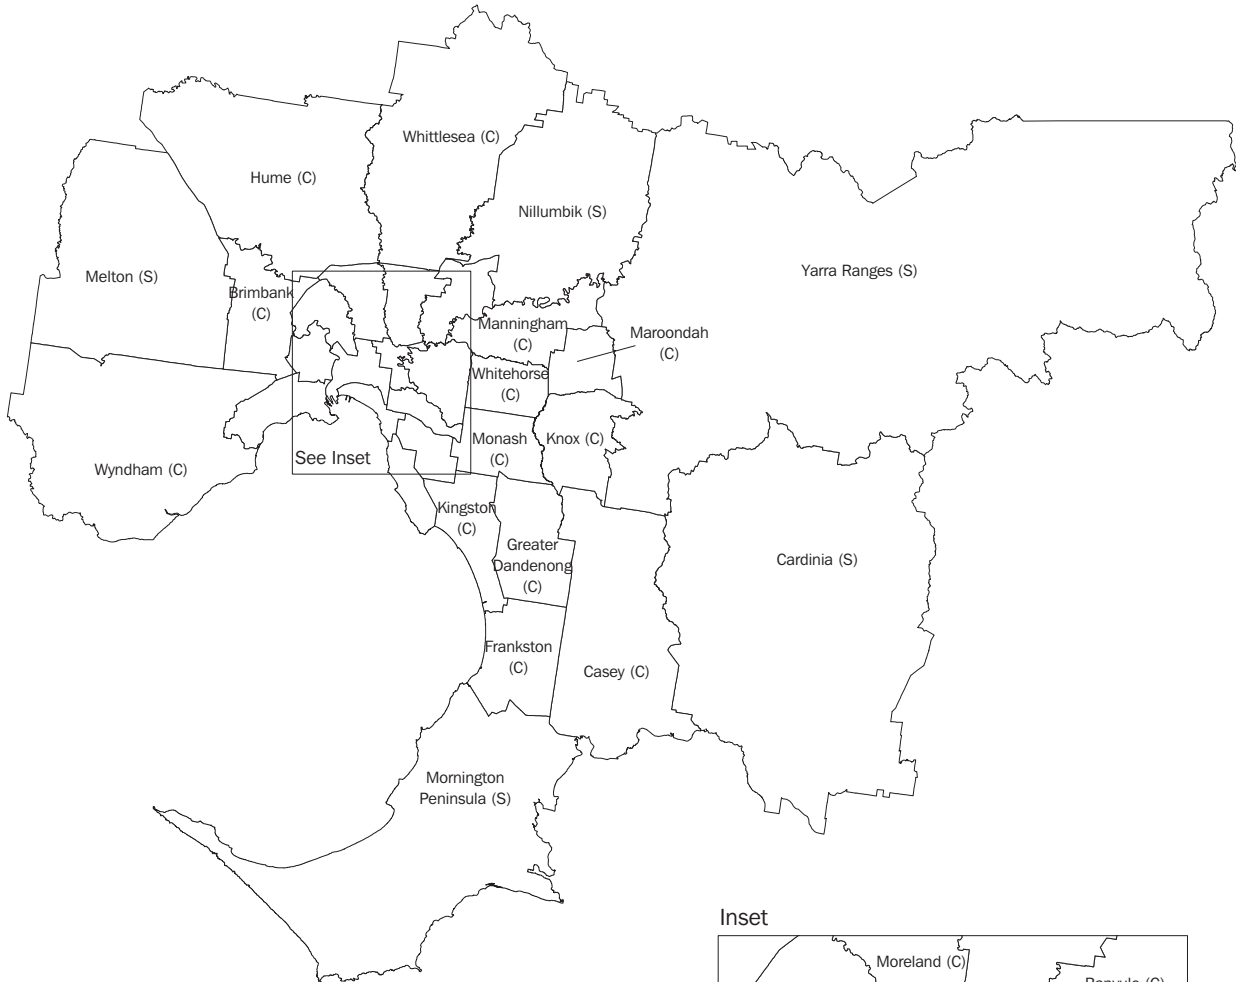 Whittlesea (C)
Hume (C)
Nillumbik (S)
Melton (S)
Yarra Ranges (S)
Brimbank
(C)
Manningham
(C)
Maroondah
(C)
Whitehorse
(C)
Monash
(C)
Knox (C)
See Inset
Wyndham (C)
Kingston
(C)
Greater
Dandenong
(C)
Cardinia (S)
Frankston
(C)
Casey (C)
Mornington
Peninsula (S)
Inset
Moreland (C)
Banyule (C)